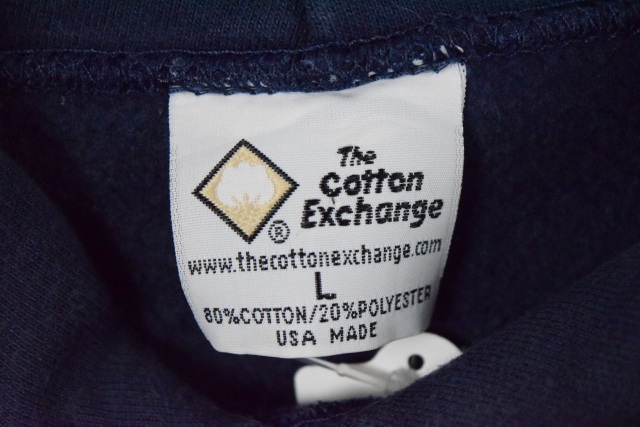 The
Cotton
Exchange
®
www.thecottonexchange.com
L
80%COTTON/20%POLYESTER
USA MADE